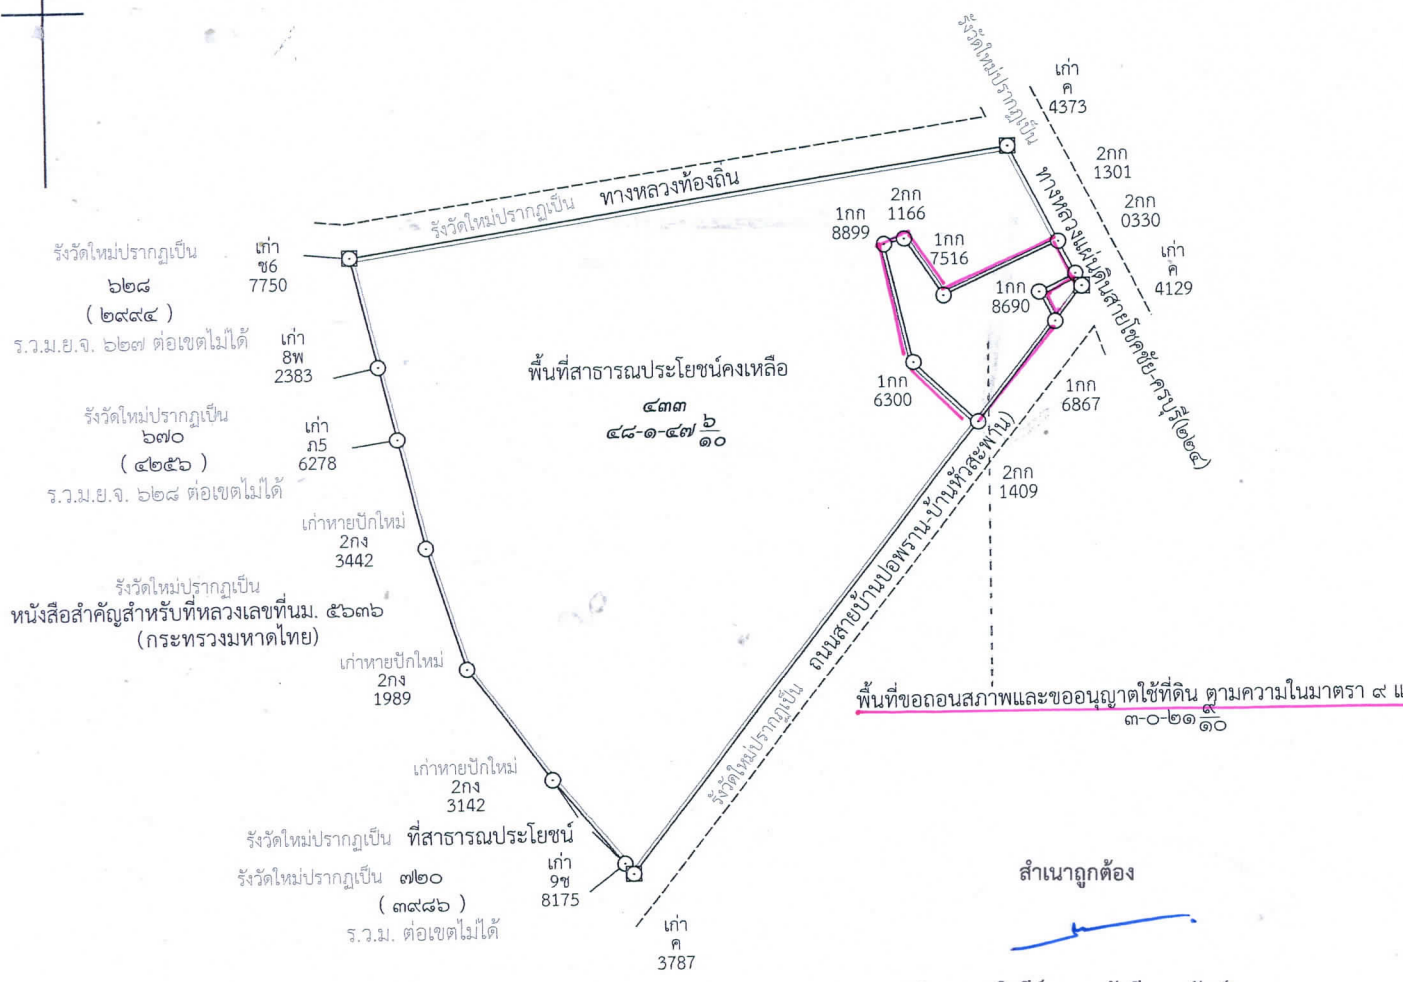 รังวัดใหม่ปรากฏเป็น
เก่า
ค
4373
2กก
1301
2กก
0330
เก่า
ค
4129
ทางหลวงแผ่นดินสายโชคชัย-ครบุรี(๒๒๔)
รังวัดใหม่ปรากฏเป็น ทางหลวงท้องถิ่น
1กก
8899
2กก
1166
1กก
7516
1กก
8690
รังวัดใหม่ปรากฏเป็น
๖๒๘
( ๒๙๙๔ )
ร.ว.ม.ย.จ. ๖๒๗ ต่อเขตไม่ได้
เก่า
ช6
7750
เก่า
8พ
2383
พื้นที่สาธารณประโยชน์คงเหลือ
๔๓๓
๔๘-๑-๔๗ ๖/๑๐
1กก
6300
1กก
6867
รังวัดใหม่ปรากฏเป็น
๖๗๐
( ๔๒๕๖ )
ร.ว.ม.ย.จ. ๖๒๘ ต่อเขตไม่ได้
เก่า
ภ5
6278
2กก
1409
เก่าหายปักใหม่
2กง
3442
รังวัดใหม่ปรากฏเป็น
หนังสือสำคัญสำหรับที่หลวงเลขที่นม. ๕๖๓๖
(กระทรวงมหาดไทย)
เก่าหายปักใหม่
2กง
1989
รังวัดใหม่ปรากฏเป็น ถนนสายบ้านปอพราน-บ้านหัวสะพาน)
พื้นที่ขอถอนสภาพและขออนุญาตใช้ที่ดิน ตามความในมาตรา ๙ แ
๓-๐-๒๑ ๙/๑๐
เก่าหายปักใหม่
2กง
3142
รังวัดใหม่ปรากฏเป็น ที่สาธารณประโยชน์
รังวัดใหม่ปรากฏเป็น ๗๒๐
( ๓๙๘๖ )
ร.ว.ม. ต่อเขตไม่ได้
เก่า
9ช
8175
เก่า
ค
3787
สำเนาถูกต้อง